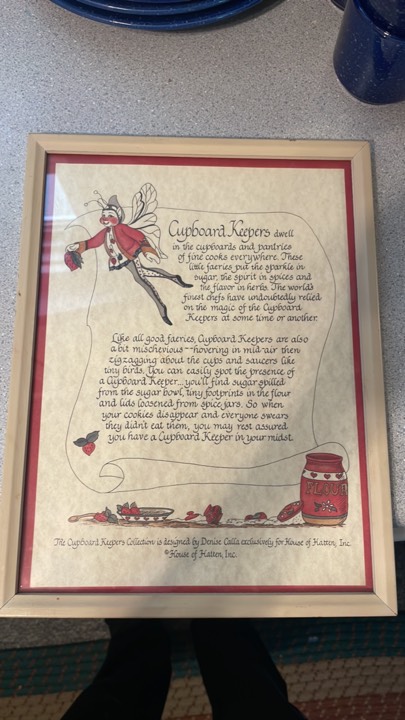 Cupboard Keepers dwell
in the cupboards and pantries
of fine cooks everywhere. These
little faeries put the sparkle in
sugar, the spirit in spices and
the flavor in herbs. The world's
finest chefs have undoubtedly relied
on the magic of the Cupboard
Keepers at some time or another.
Like all good faeries, Cupboard Keepers are also
a bit mischevious--hovering in mid-air then
zigzagging about the cups and saucers like
tiny birds. You can easily spot the presence of
a Cupboard Keeper...you'll find sugar spilled
from the sugar bowl, tiny footprints in the flour
and lids loosened from spice jars. So when
your cookies disappear and everyone swears
they didn't eat them, you may rest assured
you have a Cupboard Keeper in your midst.
FLOUR
The Cupboard Keepers Collection is designed by Denise Calla exclusively for House of Hatten, Inc.
©House of Hatten, Inc.